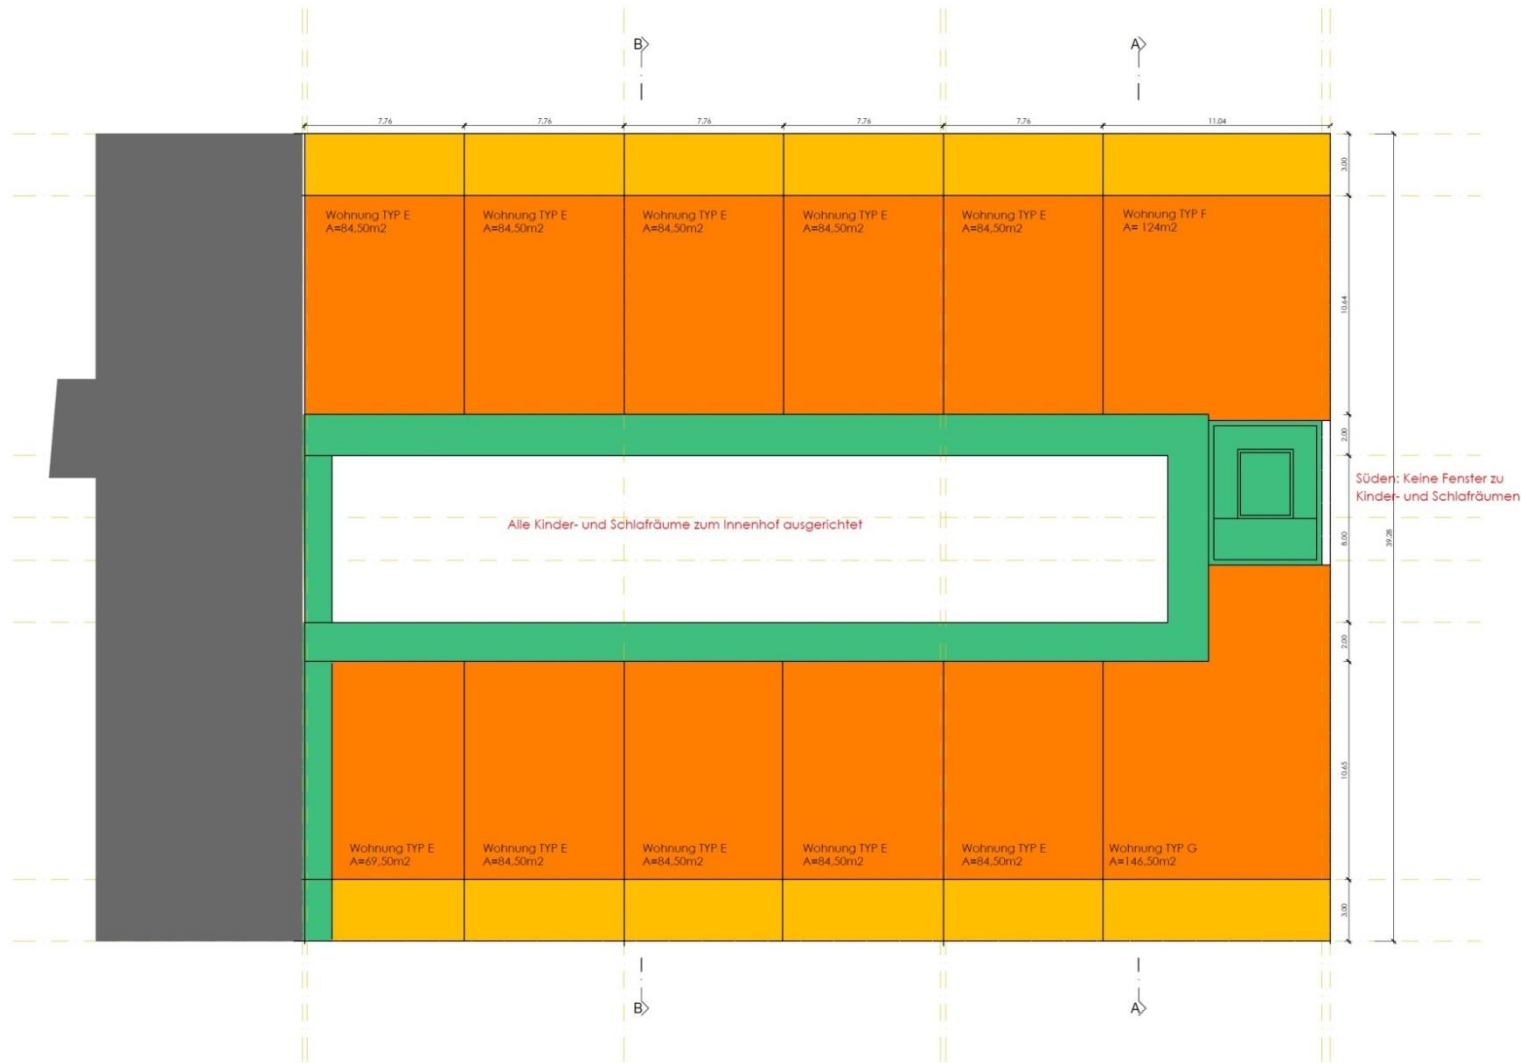 B
A
7,76
7,76
7,76
7,76
7,76
11,04
3,00
Wohnung TYP E
A=84,50m2
Wohnung TYP E
A=84,50m2
Wohnung TYP E
A=84,50m2
Wohnung TYP E
A=84,50m2
Wohnung TYP E
A=84,50m2
Wohnung TYP F
A= 124m2
10,64
2,00
Süden: Keine Fenster zu
Kinder- und Schlafräumen
Alle Kinder- und Schlafräume zum Innenhof ausgerichtet
8,00
39,28
2,00
10,65
Wohnung TYP E
A=69,50m2
Wohnung TYP E
A=84,50m2
Wohnung TYP E
A=84,50m2
Wohnung TYP E
A=84,50m2
Wohnung TYP E
A=84,50m2
Wohnung TYP G
A=146,50m2
3,00
B
A